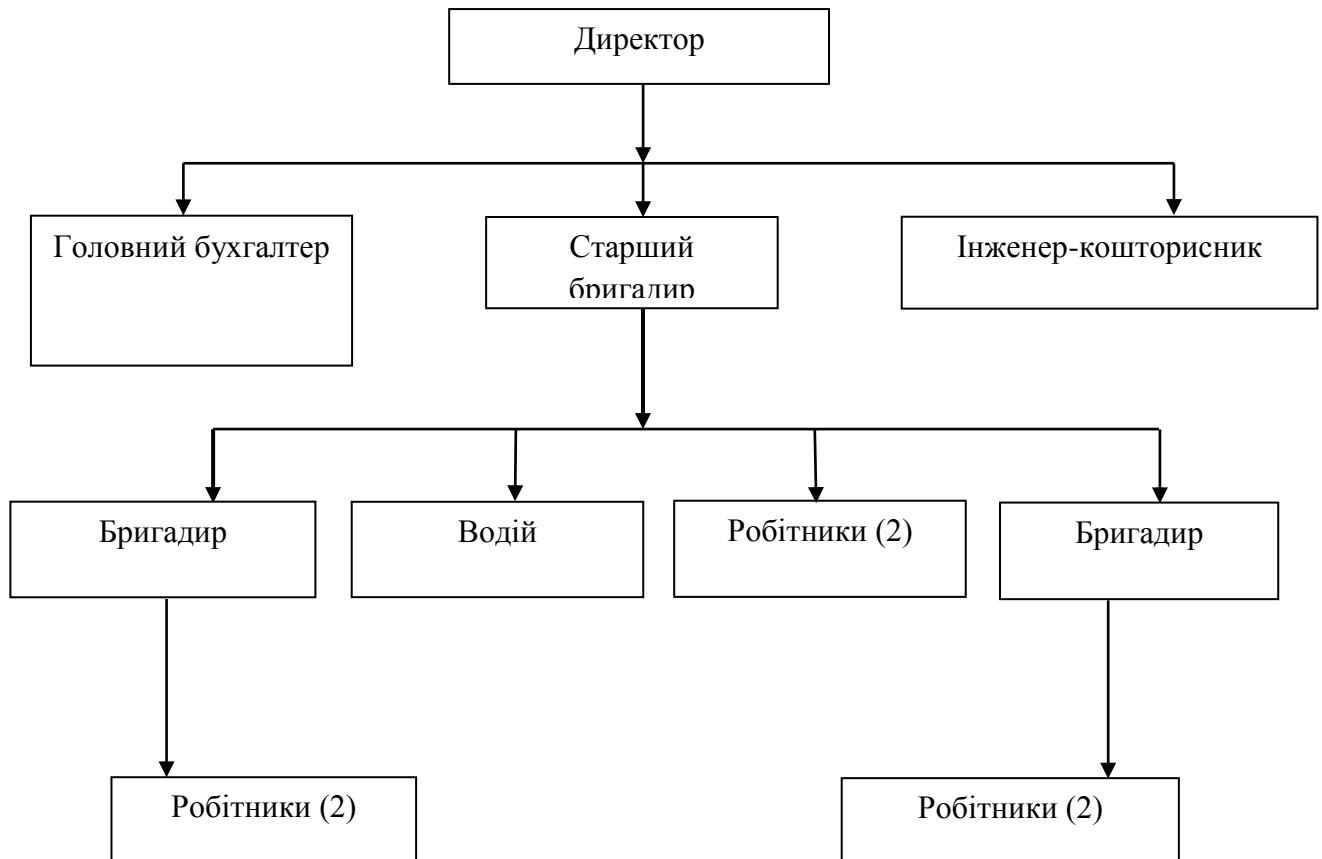 Директор
Головний бухгалтер
Старший
бригадир
Інженер-кошторисник
Бригадир
Водій
Робітники (2)
Бригадир
Робітники (2)
Робітники (2)